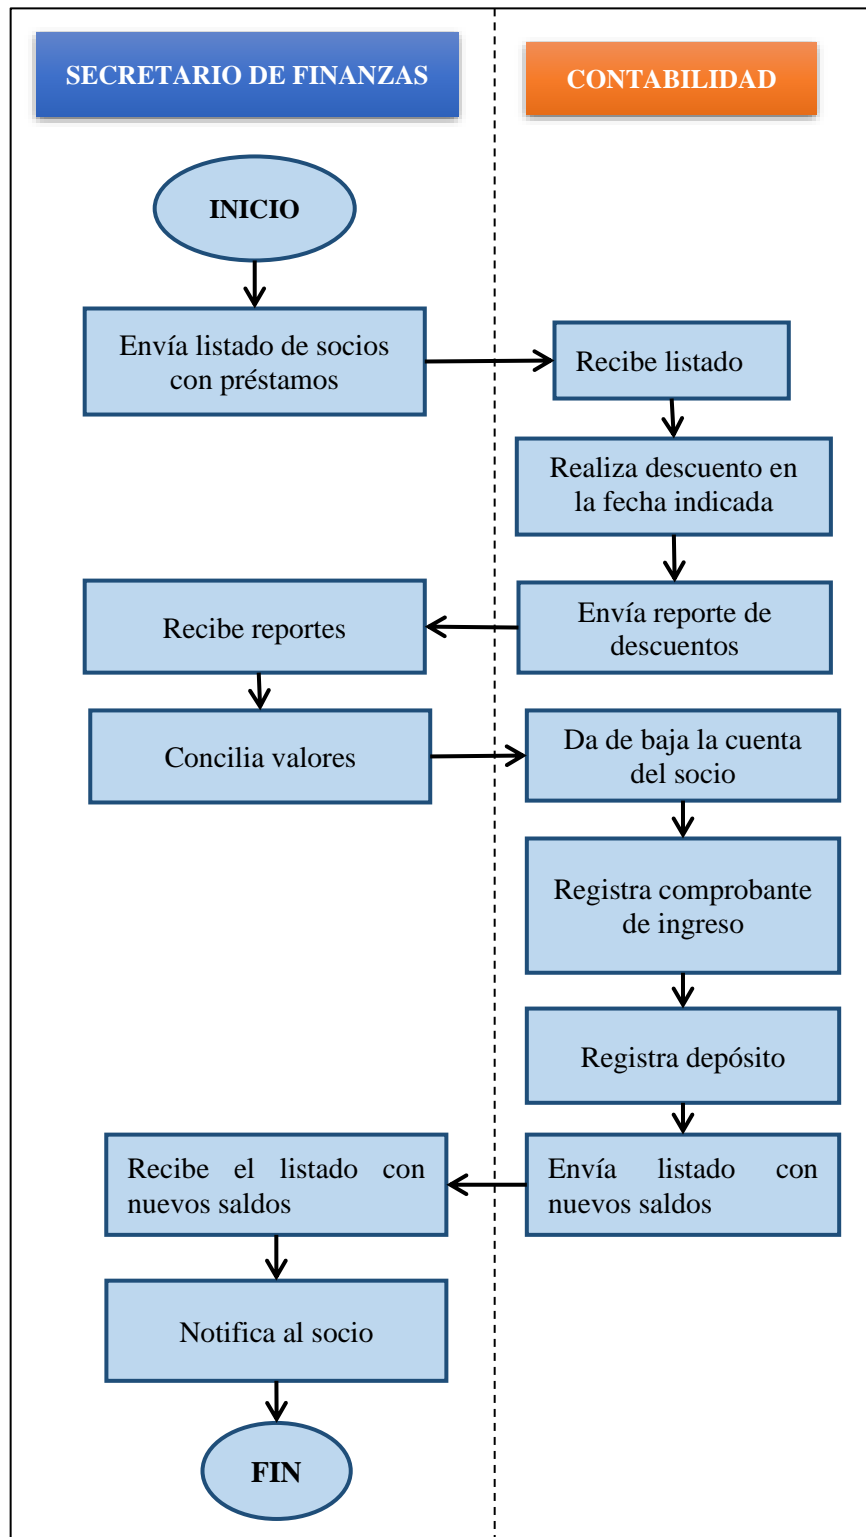 SECRETARIO DE FINANZAS
CONTABILIDAD
INICIO
Envía listado de socios
con préstamos
Recibe listado
Realiza descuento en
la fecha indicada
Envía reporte de
descuentos
Recibe reportes
Concilia valores
Da de baja la cuenta
del socio
Registra comprobante
de ingreso
Registra depósito
Envía listado con
nuevos saldos
Recibe el listado con
nuevos saldos
Notifica al socio
FIN